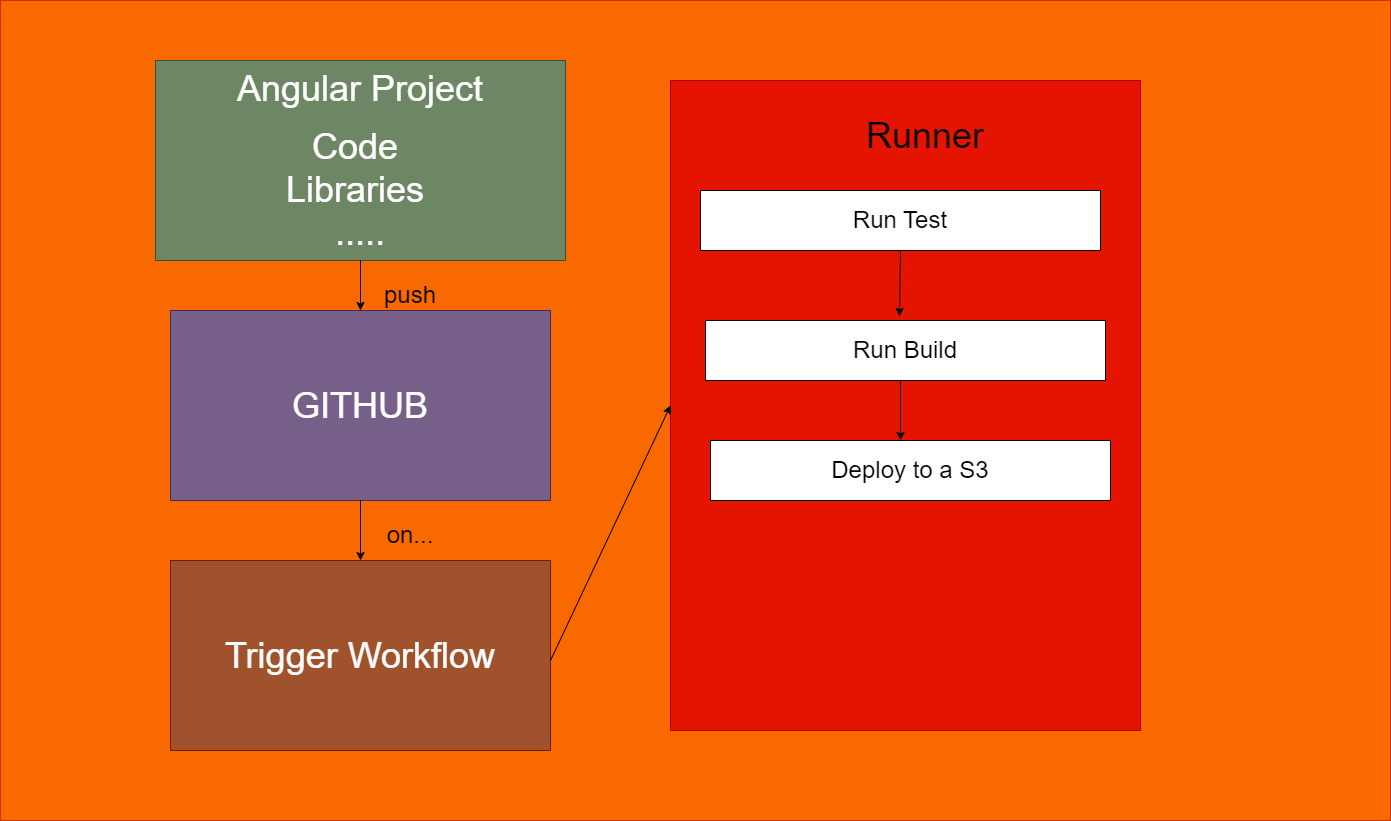 Angular Project
Code
Libraries
.....
push
GITHUB
on...
Trigger Workflow
Runner
Run Test
Run Build
Deploy to a S3